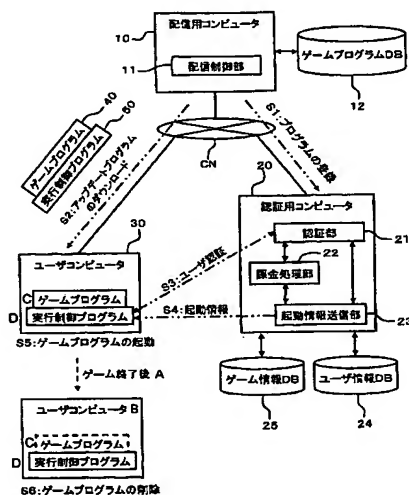 10
配信用コンピュータ
11
配信制御部
ゲームプログラムDB
12
40
50
ゲームプログラム
実行制御プログラム
S1:プログラムの登録
CN
S2:アップデートプログラム
のダウンロード
20
認証用コンピュータ
認証部
21
30
ユーザコンピュータ
S3:ユーザ認証
22
課金処理部
C
ゲームプログラム
D
実行制御プログラム
S4:起動情報
起動情報送信部
23
S5:ゲームプログラムの起動
ゲーム終了後 A
ゲーム情報DB
ユーザ情報DB
25
24
ユーザコンピュータ B
C
ゲームプログラム
D
実行制御プログラム
S6:ゲームプログラムの削除